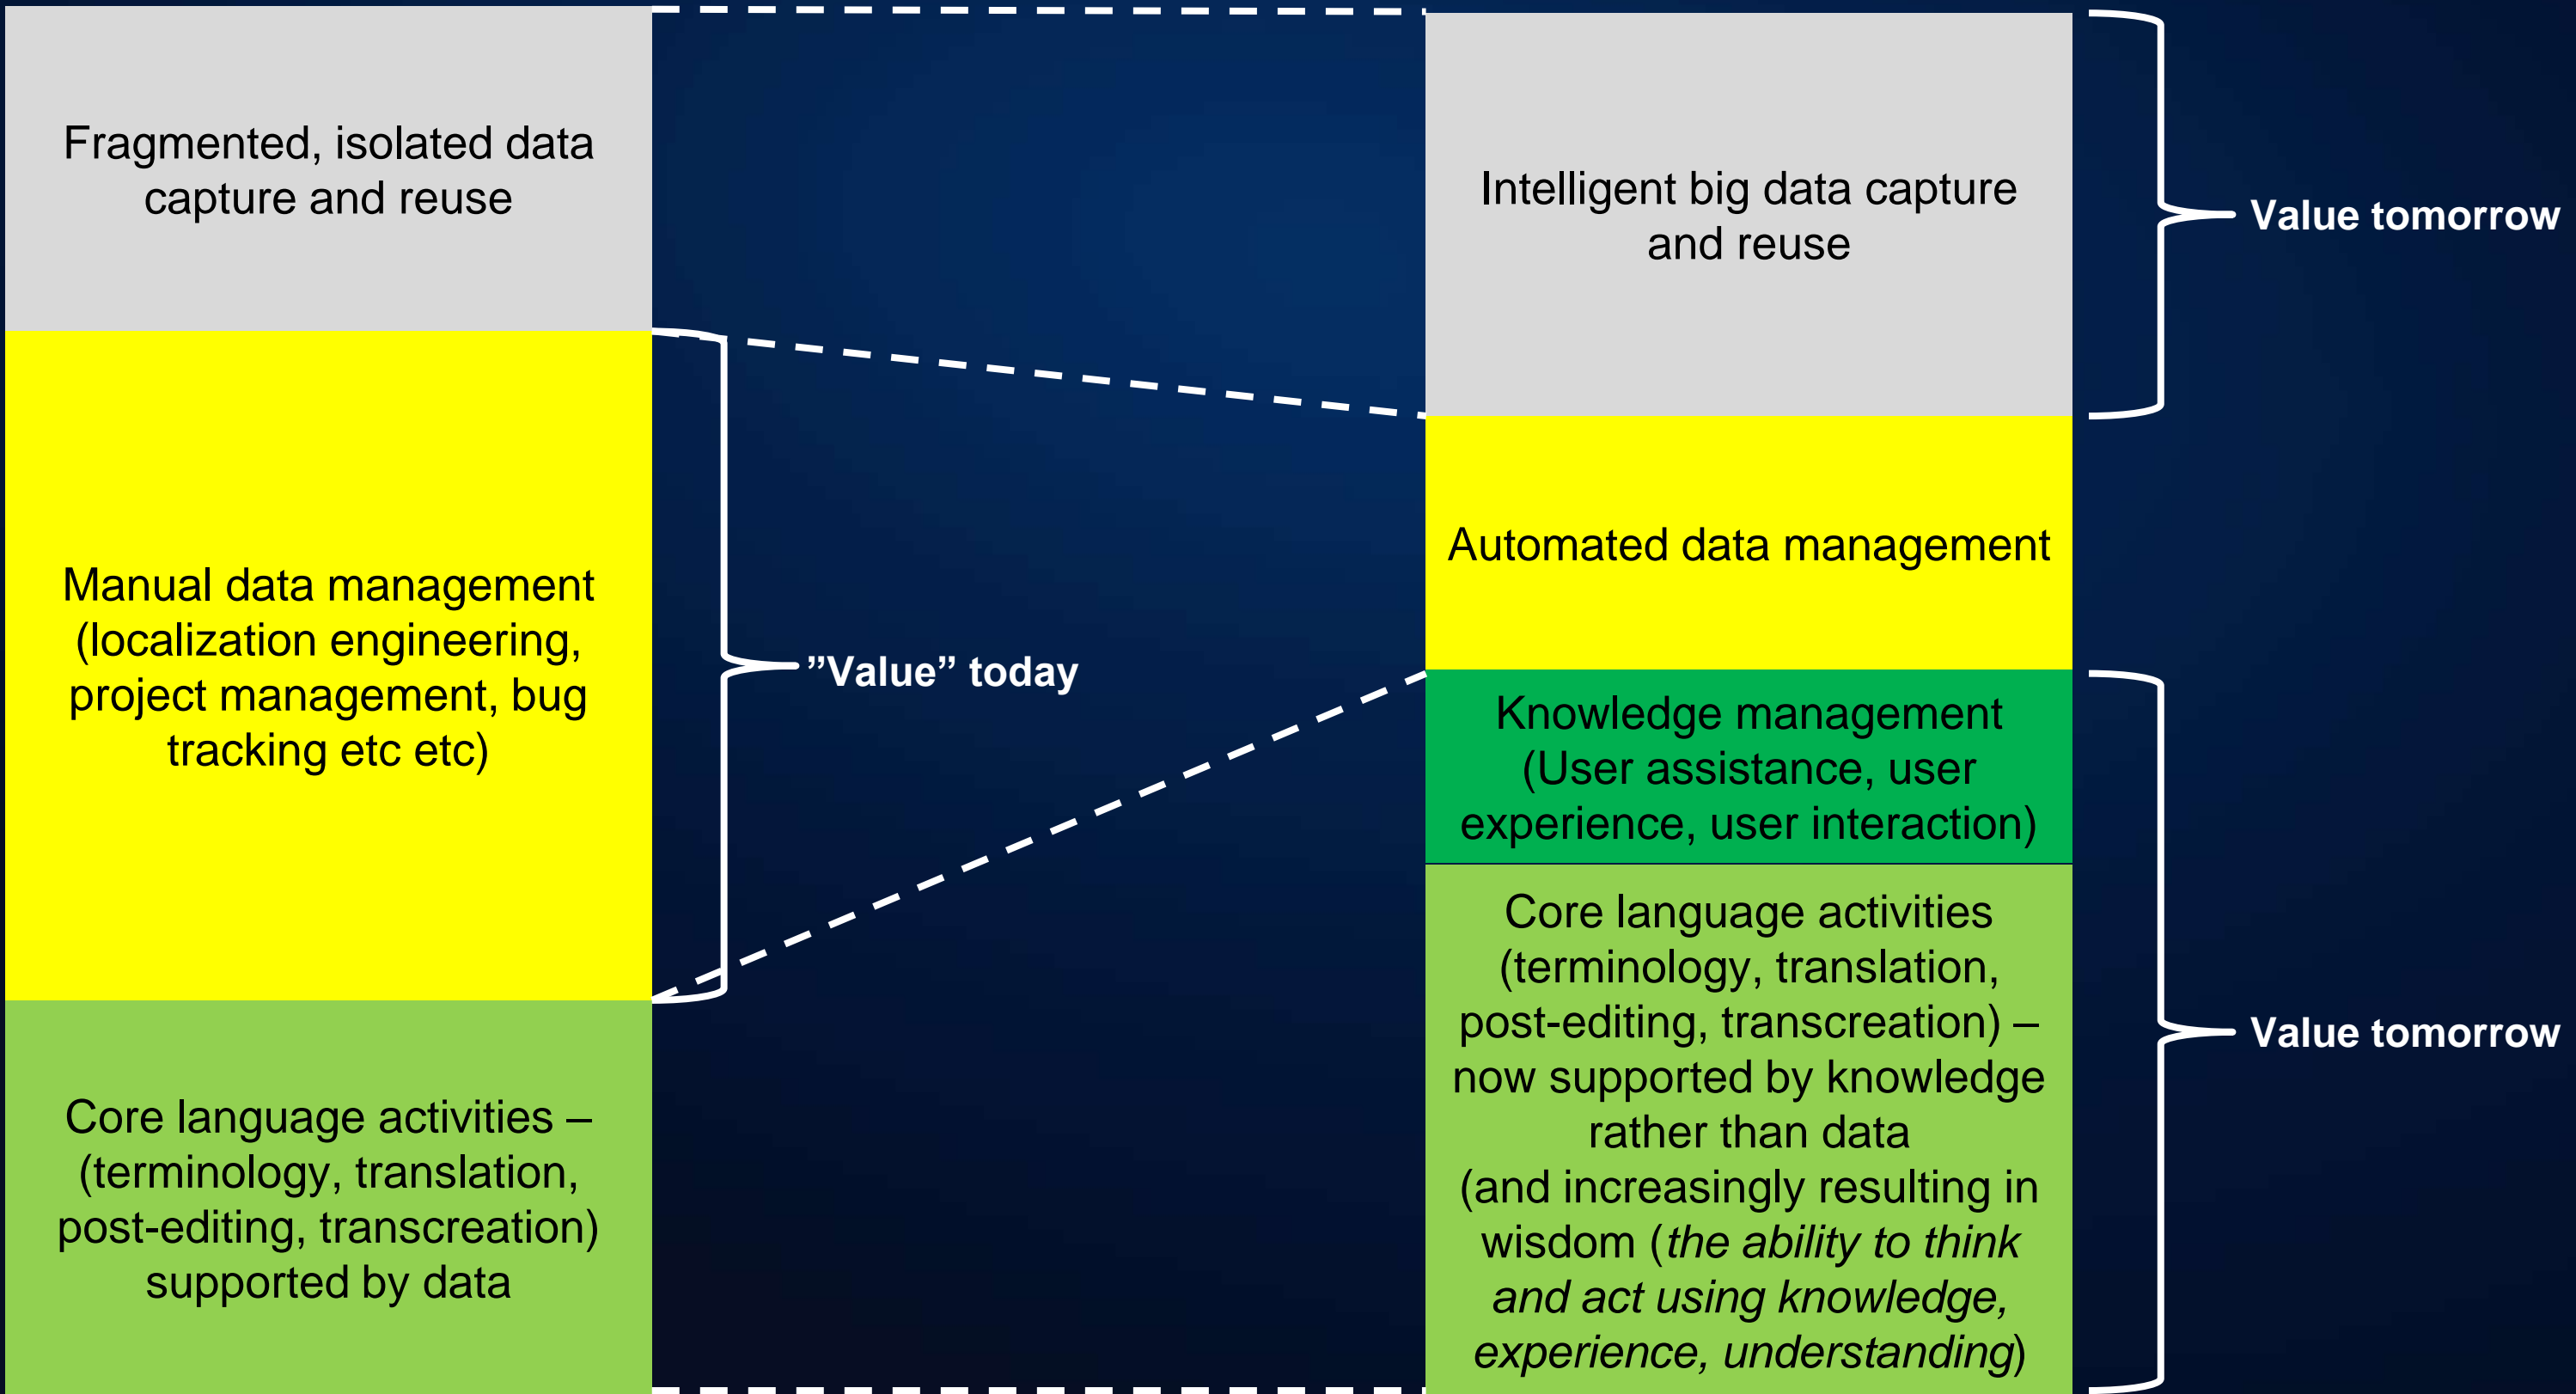 Fragmented, isolated data
capture and reuse
Manual data management
(localization engineering,
project management, bug
tracking etc etc)
Core language activities –
(terminology, translation,
post-editing, transcreation)
supported by data
”Value” today
Intelligent big data capture
and reuse
Automated data management
Knowledge management
(User assistance, user
experience, user interaction)
Core language activities
(terminology, translation,
post-editing, transcreation) –
now supported by knowledge
rather than data
(and increasingly resulting in
wisdom (the ability to think
and act using knowledge,
experience, understanding)
Value tomorrow
Value tomorrow